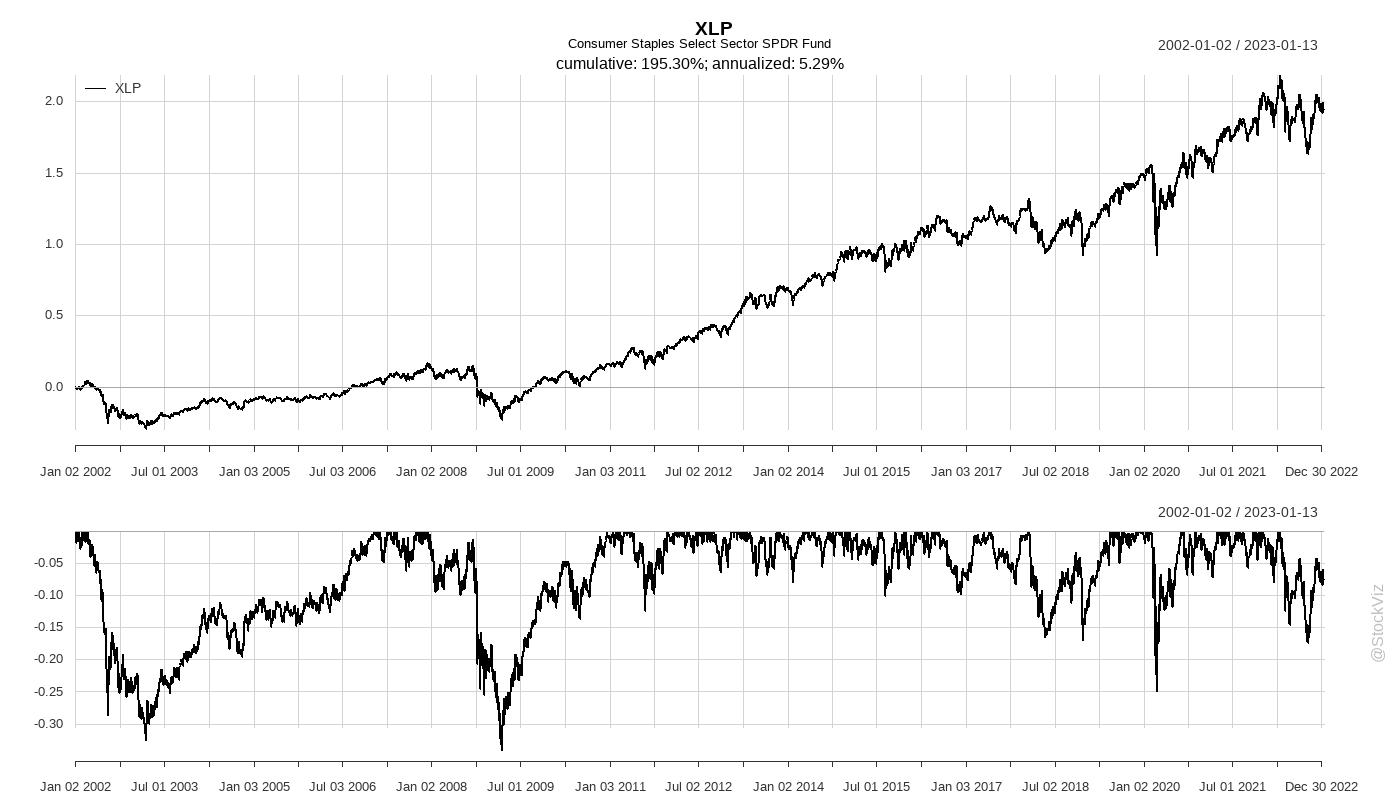 XLP
Consumer Staples Select Sector SPDR Fund
cumulative: 195.30%; annualized: 5.29%
2002-01-02 / 2023-01-13
XLP
2.0
1.5
1.0
0.5
0.0
Jan 02 2002 Jul 01 2003 Jan 03 2005 Jul 03 2006 Jan 02 2008 Jul 01 2009 Jan 03 2011 Jul 02 2012 Jan 02 2014 Jul 01 2015 Jan 03 2017 Jul 02 2018 Jan 02 2020 Jul 01 2021 Dec 30 2022
2002-01-02 / 2023-01-13
-0.05
-0.10
-0.15
-0.20
-0.25
-0.30
Jan 02 2002 Jul 01 2003 Jan 03 2005 Jul 03 2006 Jan 02 2008 Jul 01 2009 Jan 03 2011 Jul 02 2012 Jan 02 2014 Jul 01 2015 Jan 03 2017 Jul 02 2018 Jan 02 2020 Jul 01 2021 Dec 30 2022
@StockViz